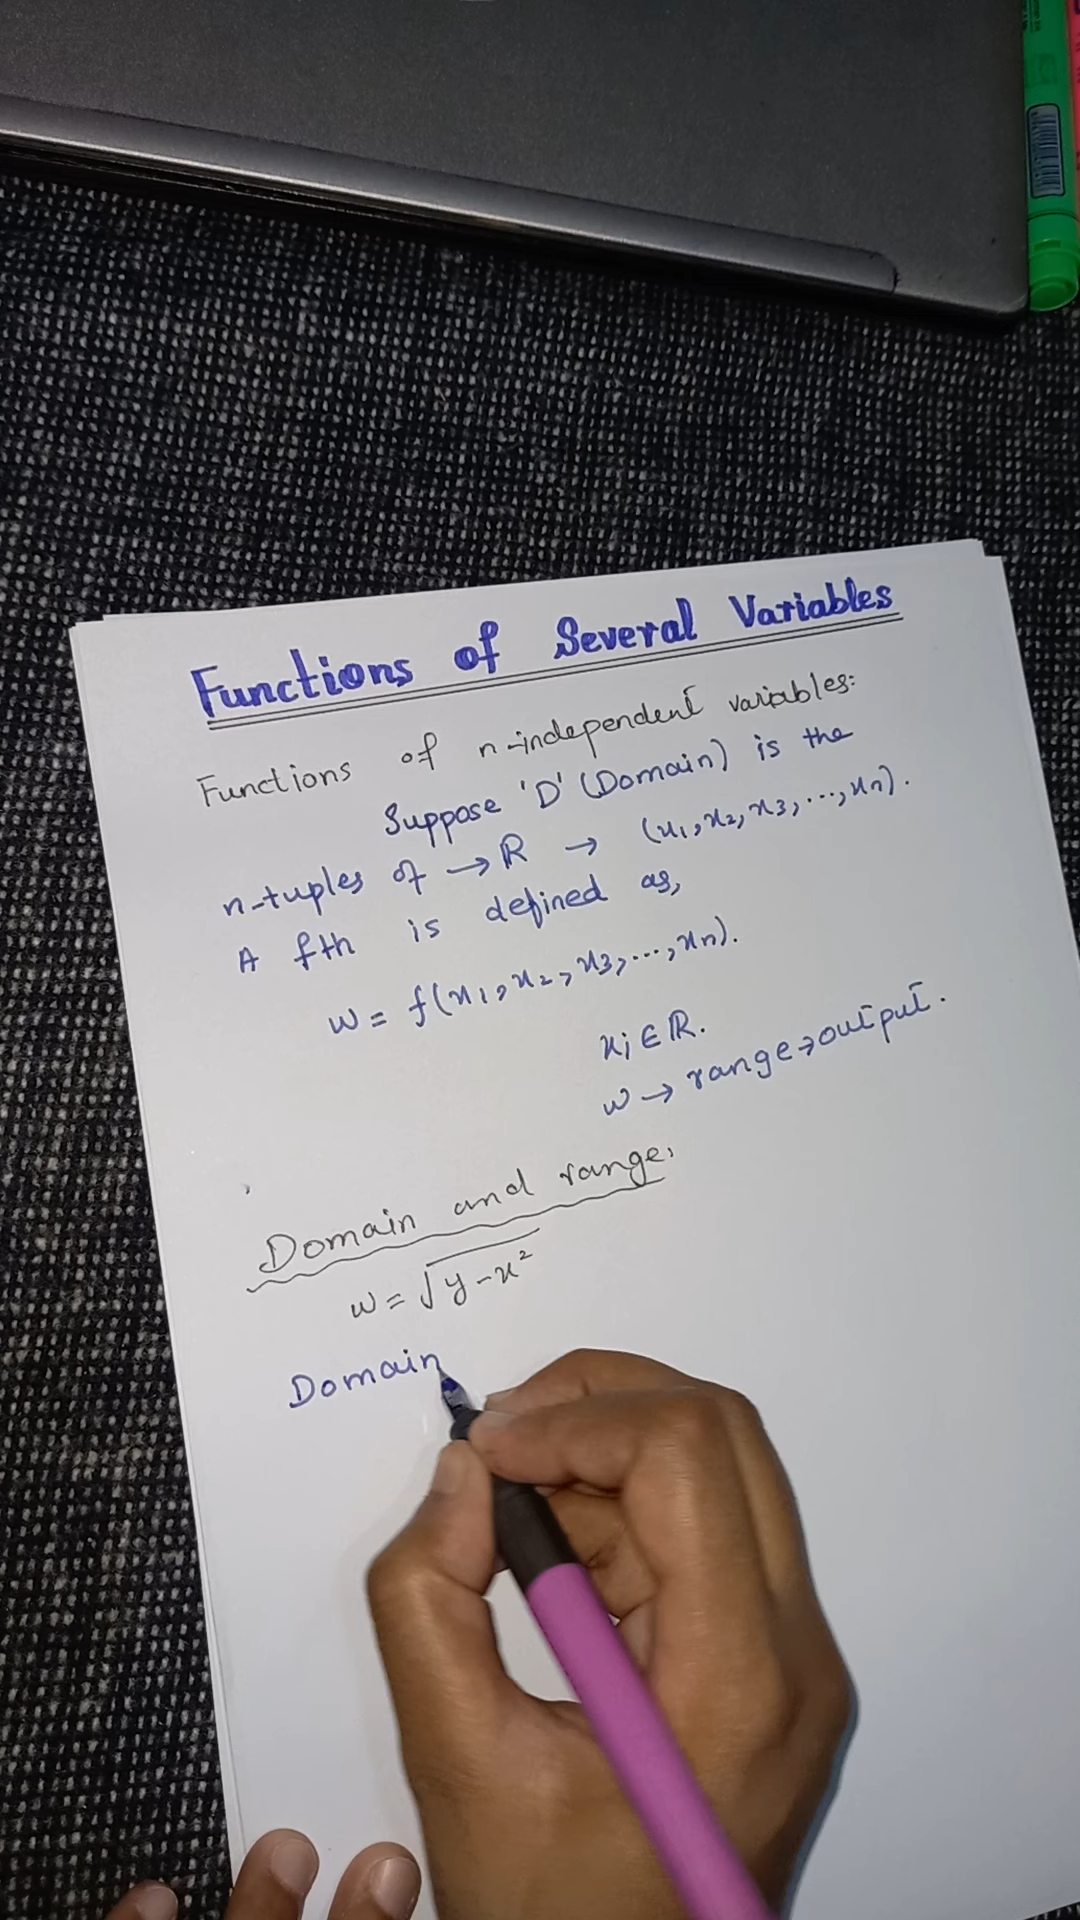 Functions of Several Variables
Functions of n-independent variables:
Suppose 'D' (Domain) is the
n-tuples of → ℝ → (x₁, x₂, x₃, ..., xₙ).
A fth is defined as,
w = f(x₁, x₂, x₃, ..., xₙ).
xᵢ ∈ ℝ.
w → range → output.
Domain and range:
w = √(y-x²)
Domain